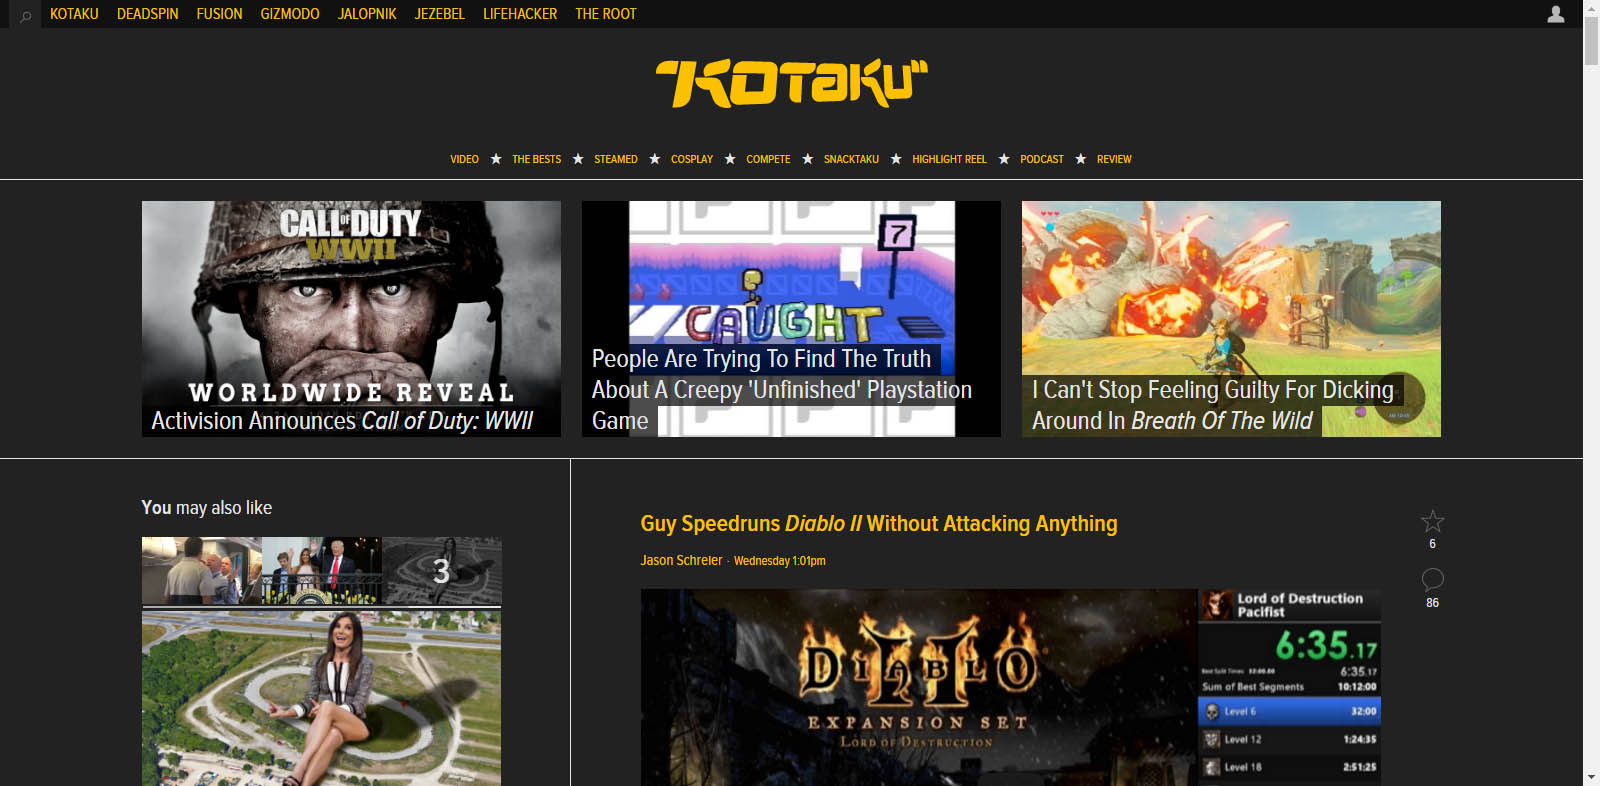 KOTAKU DEADSPIN FUSION GIZMODO JALOPNIK JEZEBEL LIFEHACKER THE ROOT
KOTaKU
VIDEO ★ THE BESTS ★ STEAMED ★ COSPLAY ★ COMPETE ★ SNACKTAKU ★ HIGHLIGHT REEL ★ PODCAST ★ REVIEW
CALL OF DUTY
WWII
WORLDWIDE REVEAL
Activision Announces Call of Duty: WWII
7
CAUGHT
People Are Trying To Find The Truth
About A Creepy 'Unfinished' Playstation
Game
I Can't Stop Feeling Guilty For Dicking
Around In Breath Of The Wild
You may also like
3
Guy Speedruns Diablo II Without Attacking Anything
Jason Schreier - Wednesday 1:01pm
6
86
DIABLO II
EXPANSION SET
LORD OF DESTRUCTION
Lord of Destruction
Pacifist
6:35.17
6:35.17
Sum of Best Segments 10:12:00
Level 6 32:00
Level 12 1:24:35
Level 18 2:51:25